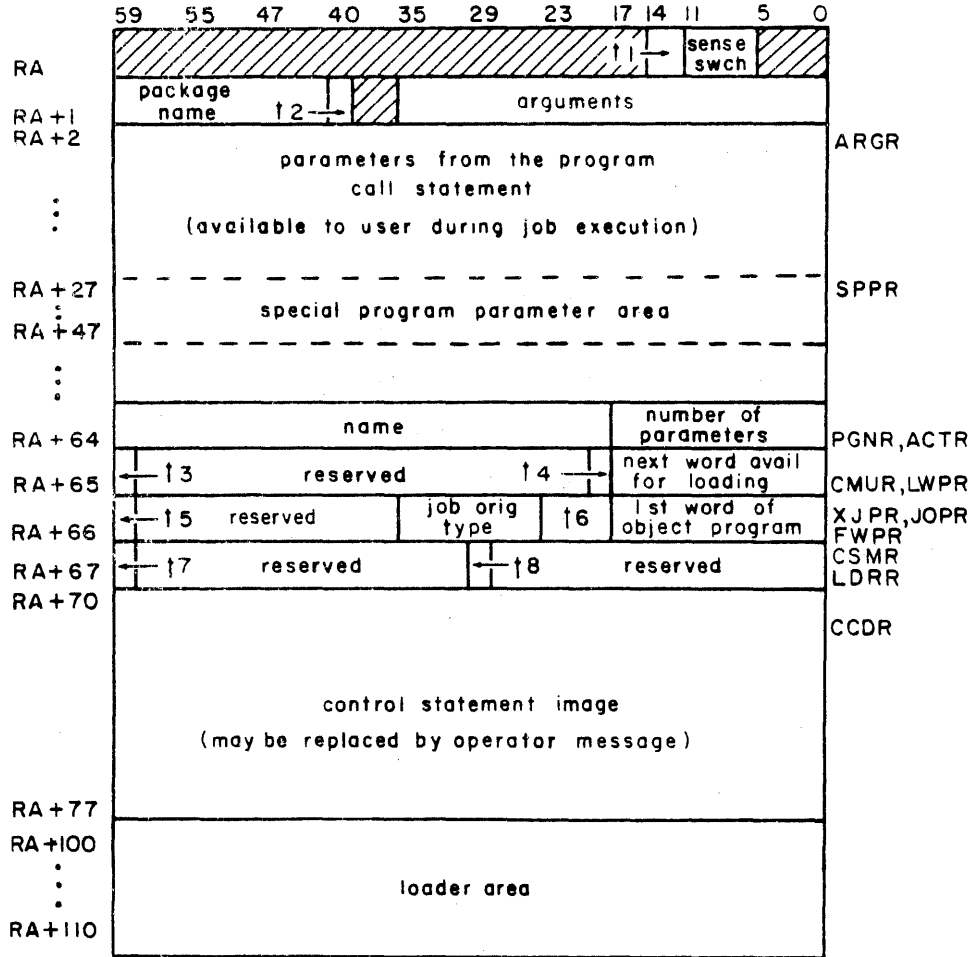 59 55 47 40 35 29 23 17 14 11 5 0
RA †1 sense swch
RA+1 package name †2 arguments
RA+2 ARGR
parameters from the program
call statement
(available to user during job execution)
RA+27 SPPR
special program parameter area
RA+47
RA+64 name number of parameters PGNR,ACTR
RA+65 †3 reserved †4 next word avail for loading CMUR,LWPR
RA+66 †5 reserved job orig type †6 1st word of object program XJPR,JOPR
FWPR
RA+67 †7 reserved †8 reserved CSMR
LDRR
RA+70
CCDR
control statement image
(may be replaced by operator message)
RA+77
RA+100
loader area
RA+110